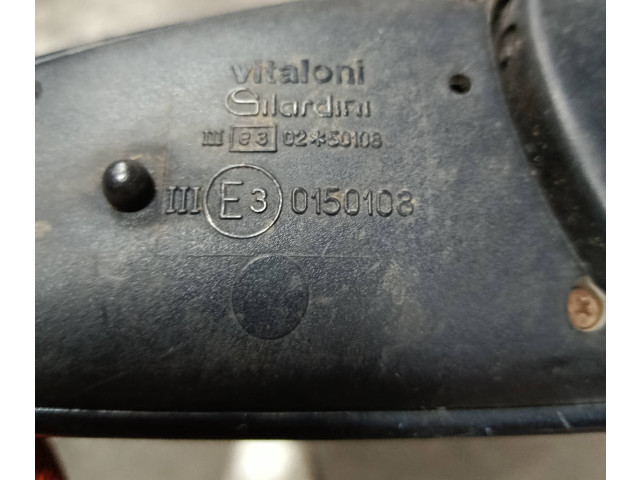 vitaloni
Gilardini
III e3 02*50108
III E3 0150108